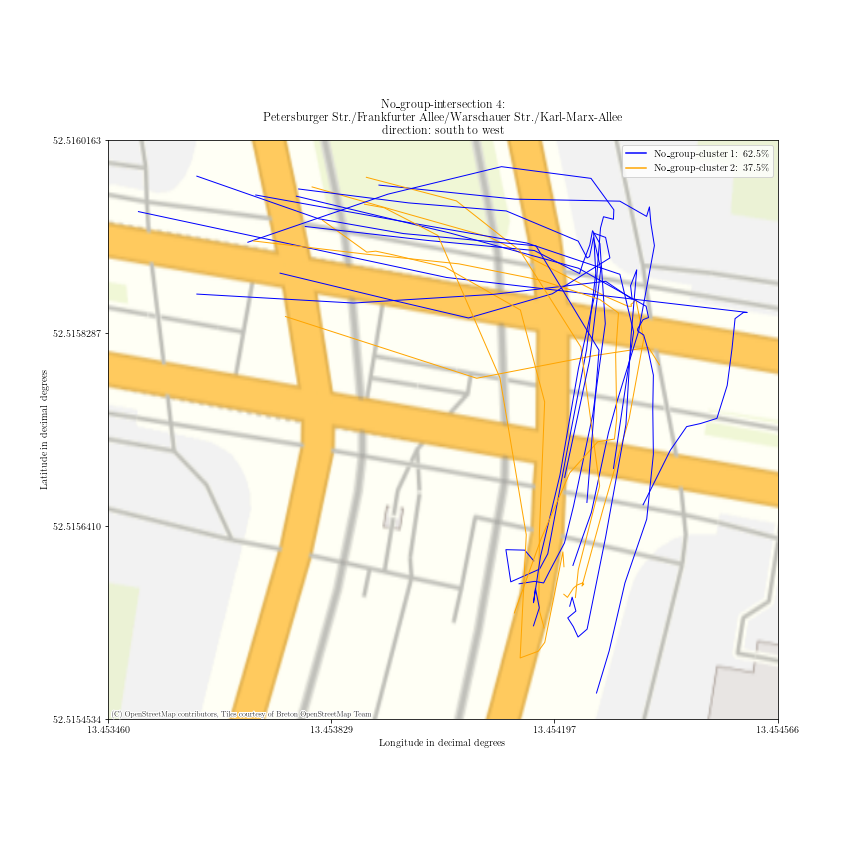 No_group-intersection 4:
Petersburger Str./Frankfurter Allee/Warschauer Str./Karl-Marx-Allee
direction: south to west
No_group-cluster 1: 62.5%
No_group-cluster 2: 37.5%
52.5160163
52.5158287
52.5156410
52.5154534
Latitude in decimal degrees
(C) OpenStreetMap contributors, Tiles courtesy of Breton OpenStreetMap Team
13.453460
13.453829
13.454197
13.454566
Longitude in decimal degrees